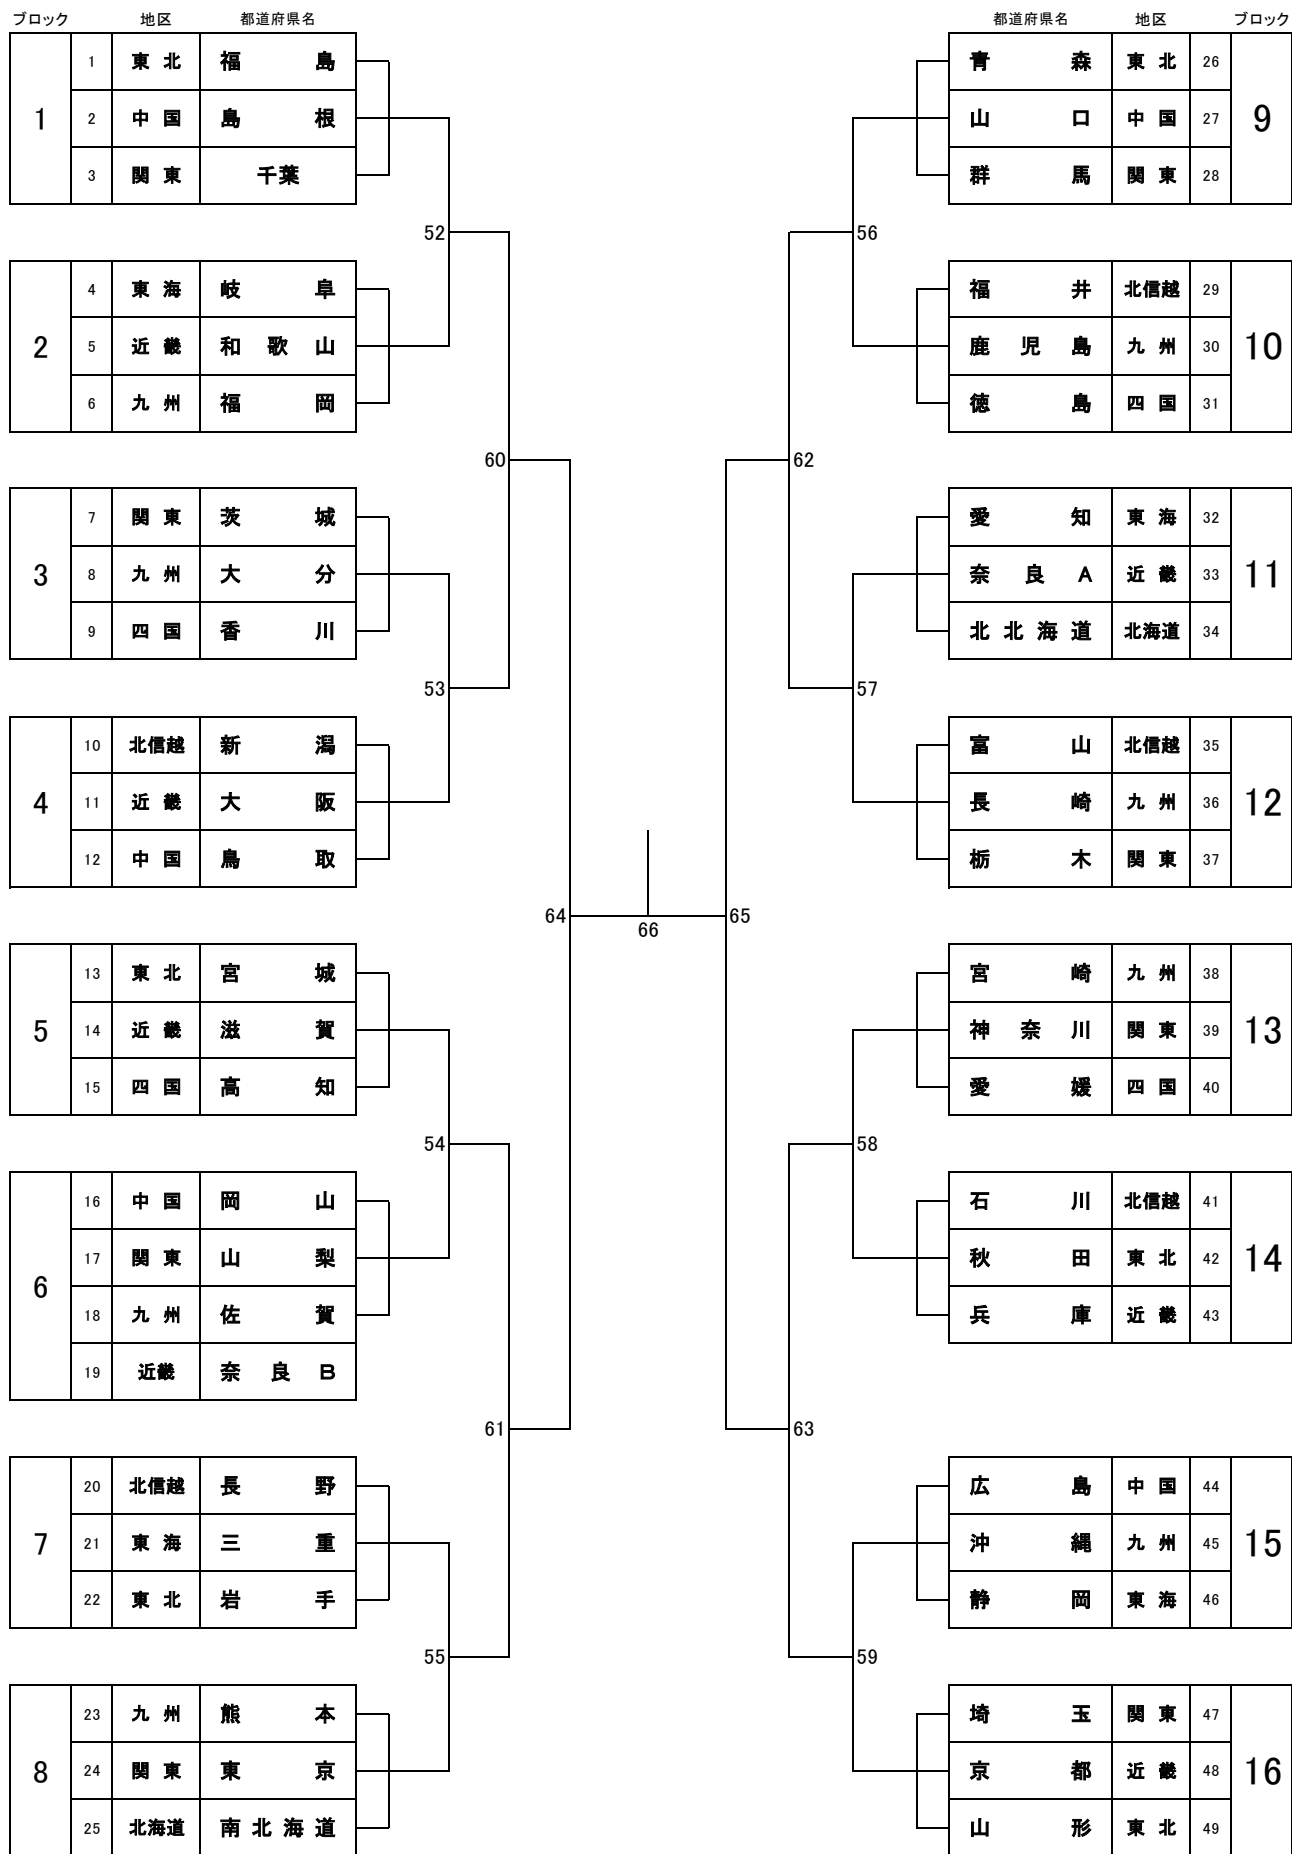 ブロック 地区 都道府県名
1
1 東北 福島
2 中国 島根
3 関東 千葉
52
2
4 東海 岐阜
5 近畿 和歌山
6 九州 福岡
60
3
7 関東 茨城
8 九州 大分
9 四国 香川
53
4
10 北信越 新潟
11 近畿 大阪
12 中国 鳥取
64
66
5
13 東北 宮城
14 近畿 滋賀
15 四国 高知
54
6
16 中国 岡山
17 関東 山梨
18 九州 佐賀
19 近畿 奈良B
61
7
20 北信越 長野
21 東海 三重
22 東北 岩手
55
8
23 九州 熊本
24 関東 東京
25 北海道 南北海道
都道府県名 地区 ブロック
青森 東北 26
山口 中国 27
群馬 関東 28
9
56
福井 北信越 29
鹿児島 九州 30
徳島 四国 31
10
62
愛知 東海 32
奈良A 近畿 33
北北海道 北海道 34
11
57
富山 北信越 35
長崎 九州 36
栃木 関東 37
12
65
宮崎 九州 38
神奈川 関東 39
愛媛 四国 40
13
58
石川 北信越 41
秋田 東北 42
兵庫 近畿 43
14
63
広島 中国 44
沖縄 九州 45
静岡 東海 46
15
59
埼玉 関東 47
京都 近畿 48
山形 東北 49
16